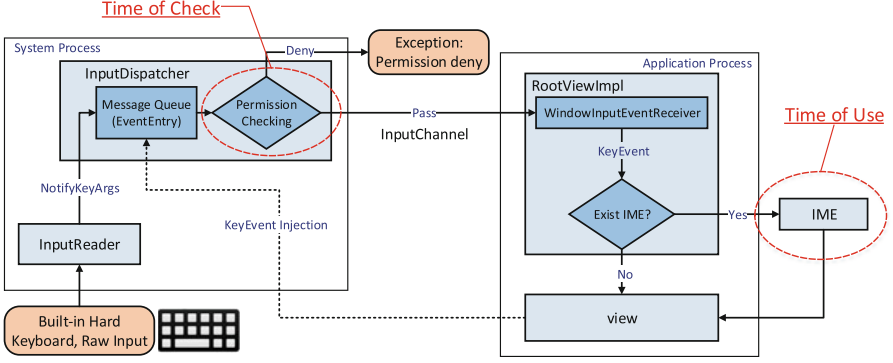 Time of Check
System Process
Deny
Exception:
Permission deny
Application Process
InputDispatcher
RootViewImpl
Message Queue
(EventEntry)
Permission
Checking
Pass
WindowInputEventReceiver
Time of Use
InputChannel
KeyEvent
NotifyKeyArgs
KeyEvent Injection
Exist IME?
Yes
IME
InputReader
No
Built-in Hard
Keyboard, Raw Input
view